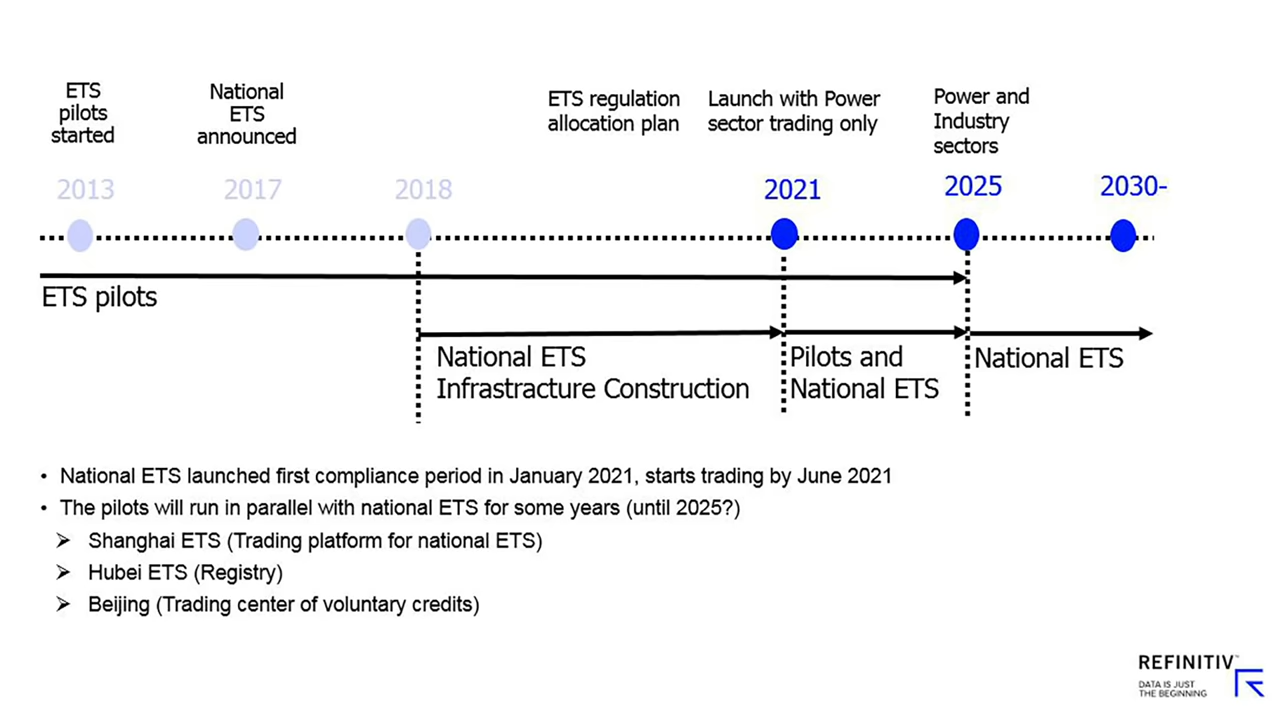 ETS
pilots
started
National
ETS
announced
ETS regulation
allocation plan
Launch with Power
sector trading only
Power and
Industry
sectors
2013
2017
2018
2021
2025
2030-
ETS pilots
National ETS
Infrastracture Construction
Pilots and
National ETS
National ETS
• National ETS launched first compliance period in January 2021, starts trading by June 2021
• The pilots will run in parallel with national ETS for some years (until 2025?)
➢ Shanghai ETS (Trading platform for national ETS)
➢ Hubei ETS (Registry)
➢ Beijing (Trading center of voluntary credits)
REFINITIV™
DATA IS JUST
THE BEGINNING